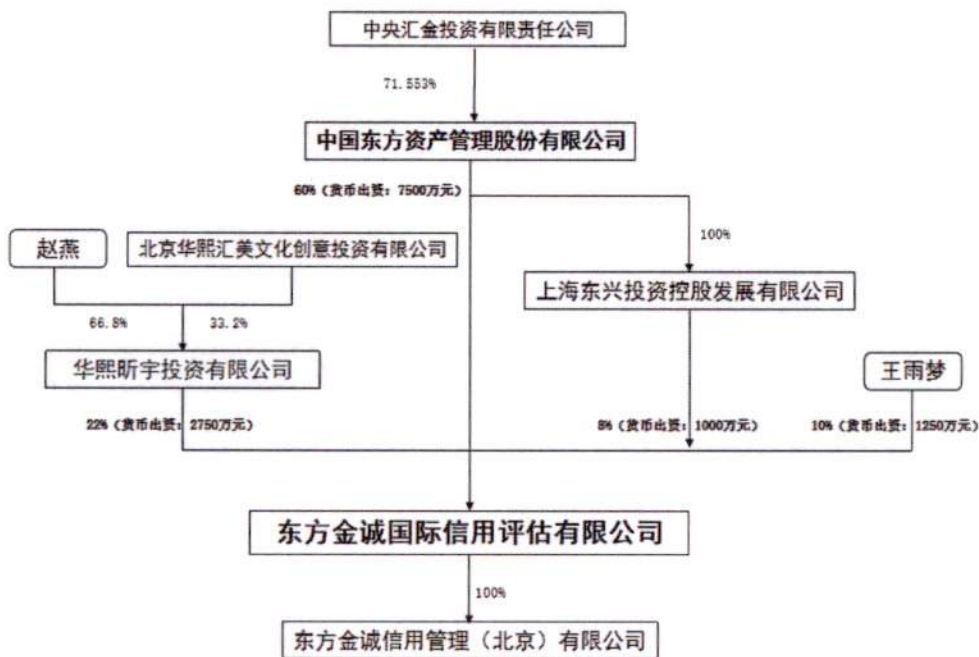 中央汇金投资有限责任公司
71.553%
中国东方资产管理股份有限公司
60%（货币出资：7500万元）
100%
赵燕
北京华熙汇美文化创意投资有限公司
上海东兴投资控股发展有限公司
66.8%
33.2%
华熙昕宇投资有限公司
王雨梦
22%（货币出资：2750万元）
8%（货币出资：1000万元）
10%（货币出资：1250万元）
东方金诚国际信用评估有限公司
100%
东方金诚信用管理（北京）有限公司